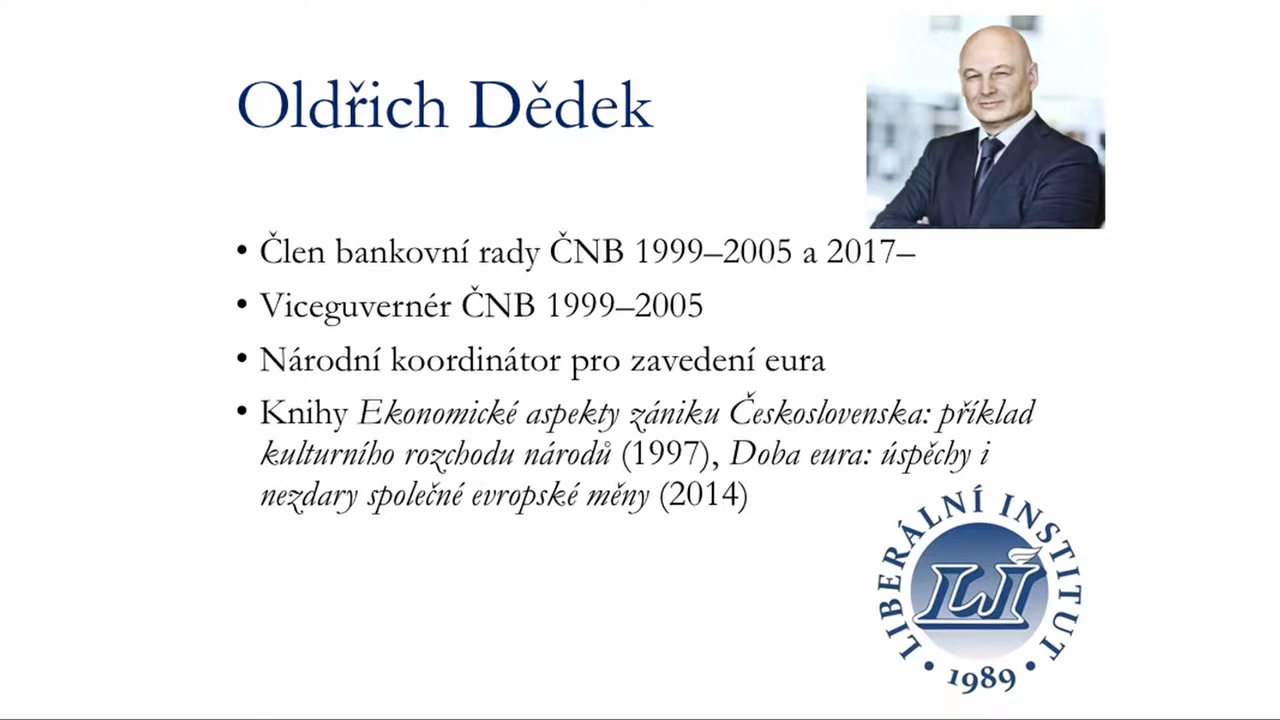 Oldřich Dědek
• Člen bankovní rady ČNB 1999–2005 a 2017–
• Viceguvernér ČNB 1999–2005
• Národní koordinátor pro zavedení eura
• Knihy Ekonomické aspekty zániku Československa: příklad
kulturního rozchodu národů (1997), Doba eura: úspěchy i
nezdary společné evropské měny (2014)
LIBERÁLNÍ INSTITUT
LÍ
• 1989 •